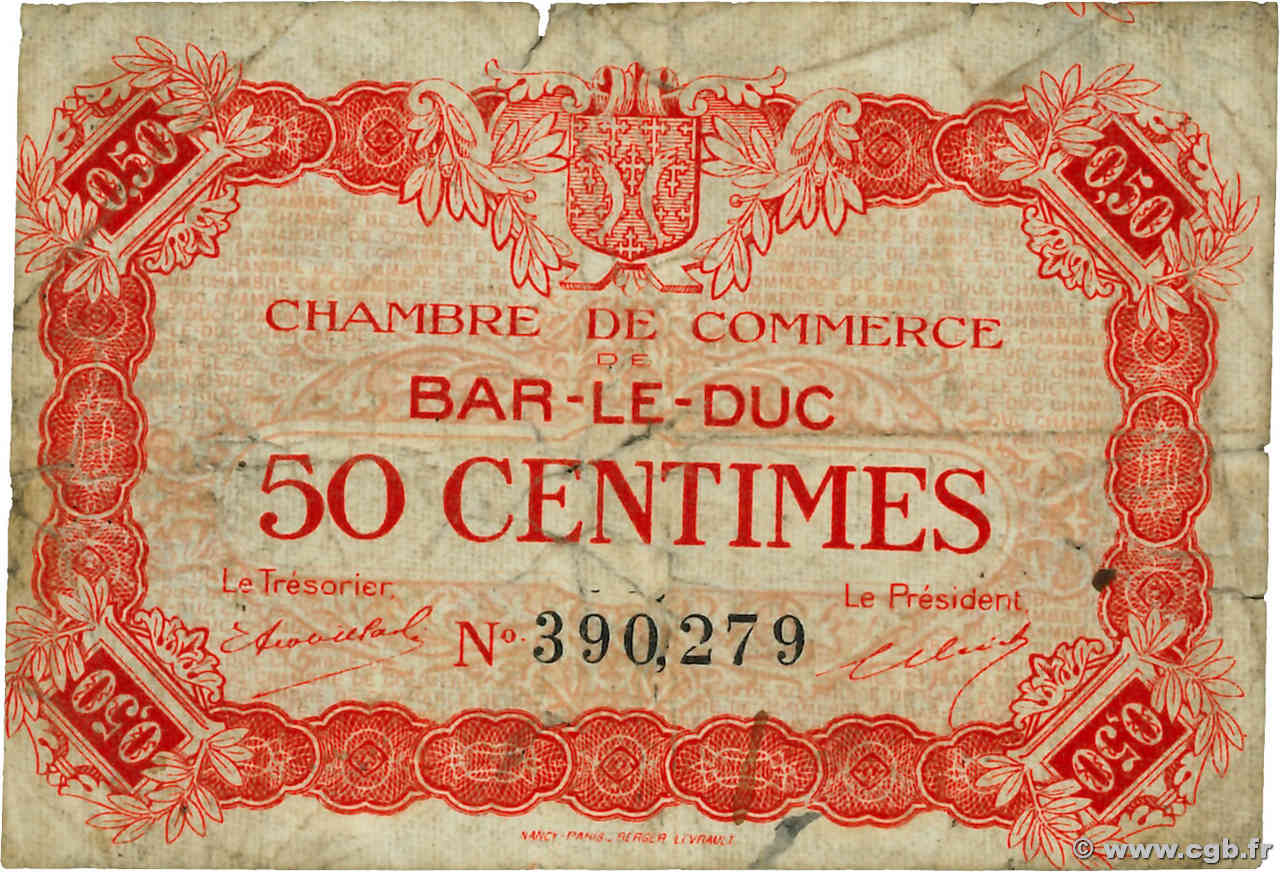 0,50
0,50
CHAMBRE DE COMMERCE
DE
BAR-LE-DUC
50 CENTIMES
Le Trésorier,
Le Président,
No. 390,279
0,50
0,50
NANCY-PARIS._ BERGER LEVRAULT
© www.cgb.fr